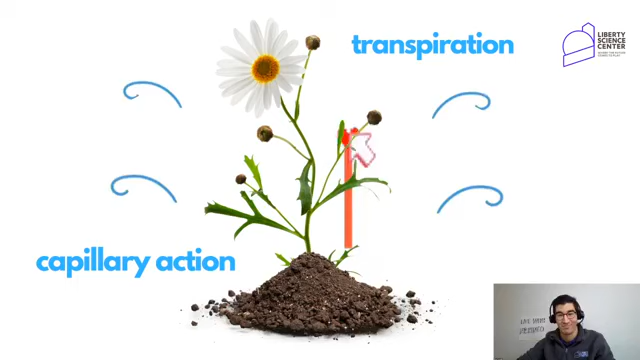 transpiration
LIBERTY
SCIENCE
CENTER
capillary action